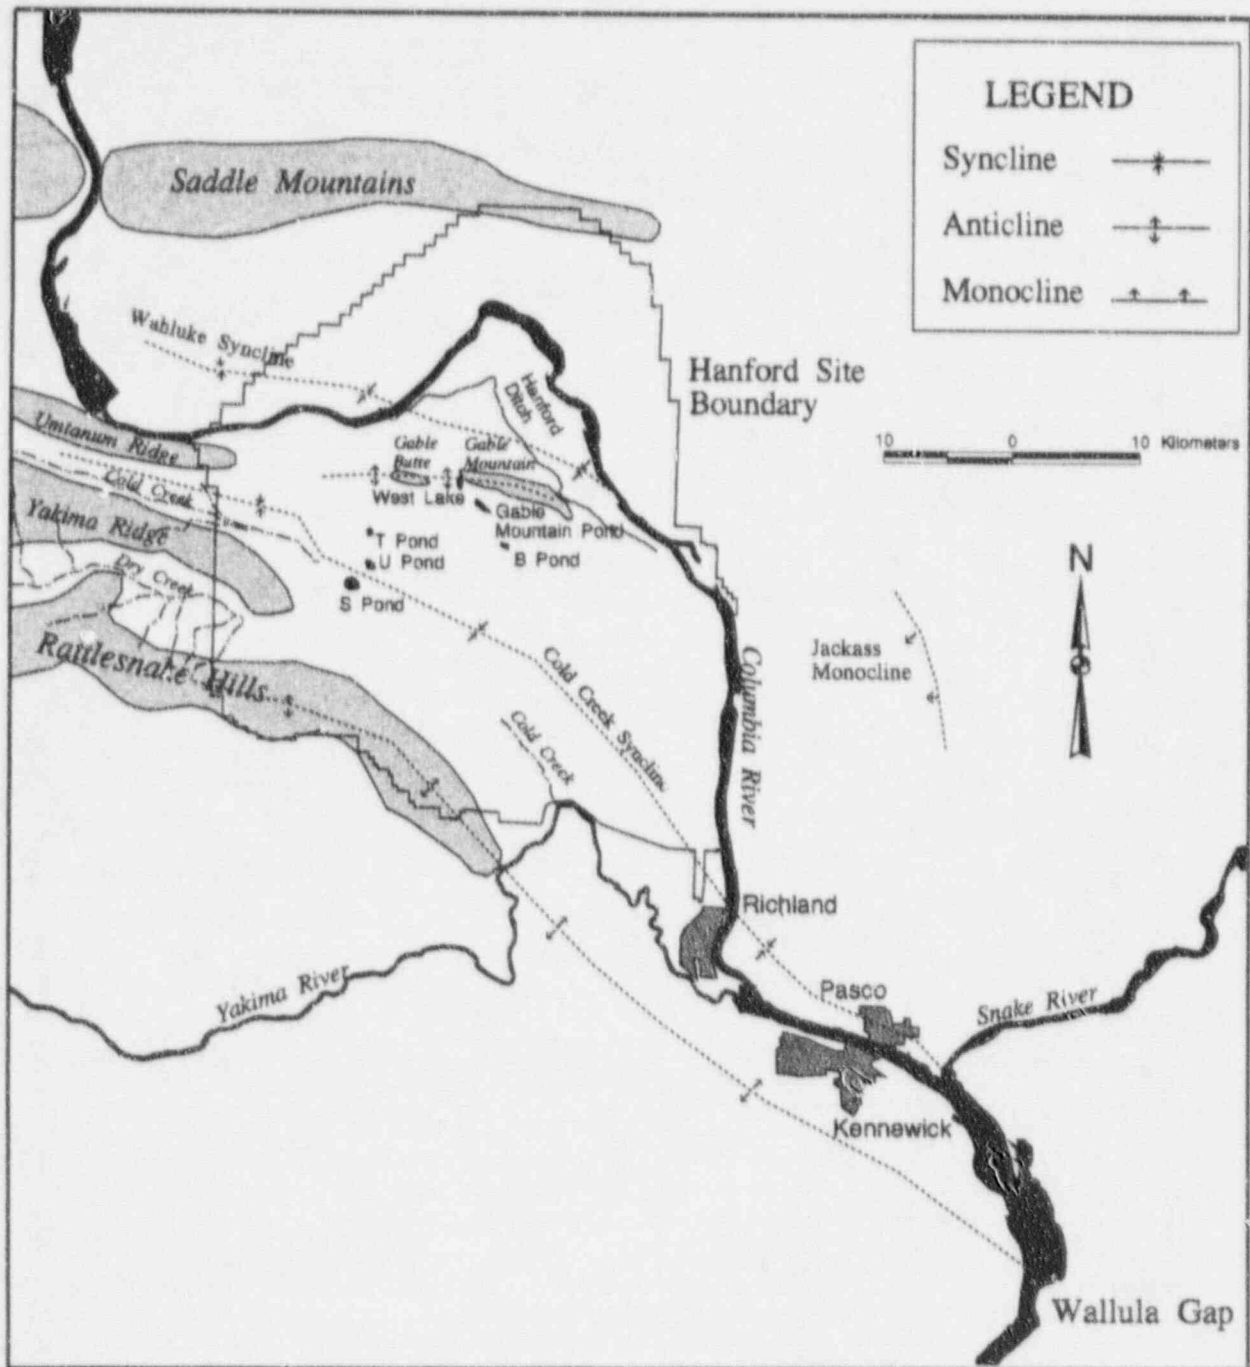 LEGEND
Syncline
Anticline
Monocline
Saddle Mountains
Wahluke Syncline
Hanford Site
Boundary
Hanford
Ditch
10 0 10 Kilometers
Umtanum Ridge
Gable
Butte
Gable
Mountain
Cold Creek
West Lake
Gable
Mountain Pond
Yakima Ridge
T Pond
U Pond
B Pond
S Pond
Dry Creek
N
Rattlesnake Hills
Jackass
Monocline
Columbia River
Cold Creek Syncline
Cold Creek
Richland
Yakima River
Pasco
Snake River
Kennewick
Wallula Gap